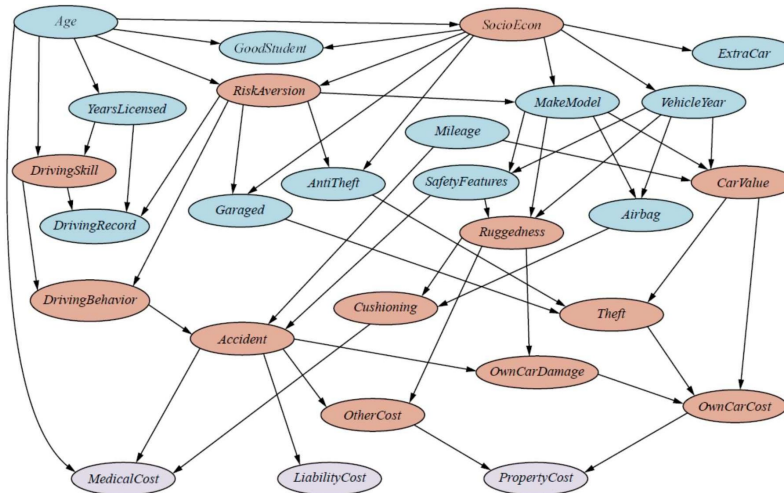 Age
SocioEcon
GoodStudent
ExtraCar
RiskAversion
YearsLicensed
MakeModel
VehicleYear
Mileage
DrivingSkill
AntiTheft
SafetyFeatures
CarValue
Garaged
Airbag
DrivingRecord
Ruggedness
DrivingBehavior
Cushioning
Theft
Accident
OwnCarDamage
OtherCost
OwnCarCost
MedicalCost
LiabilityCost
PropertyCost